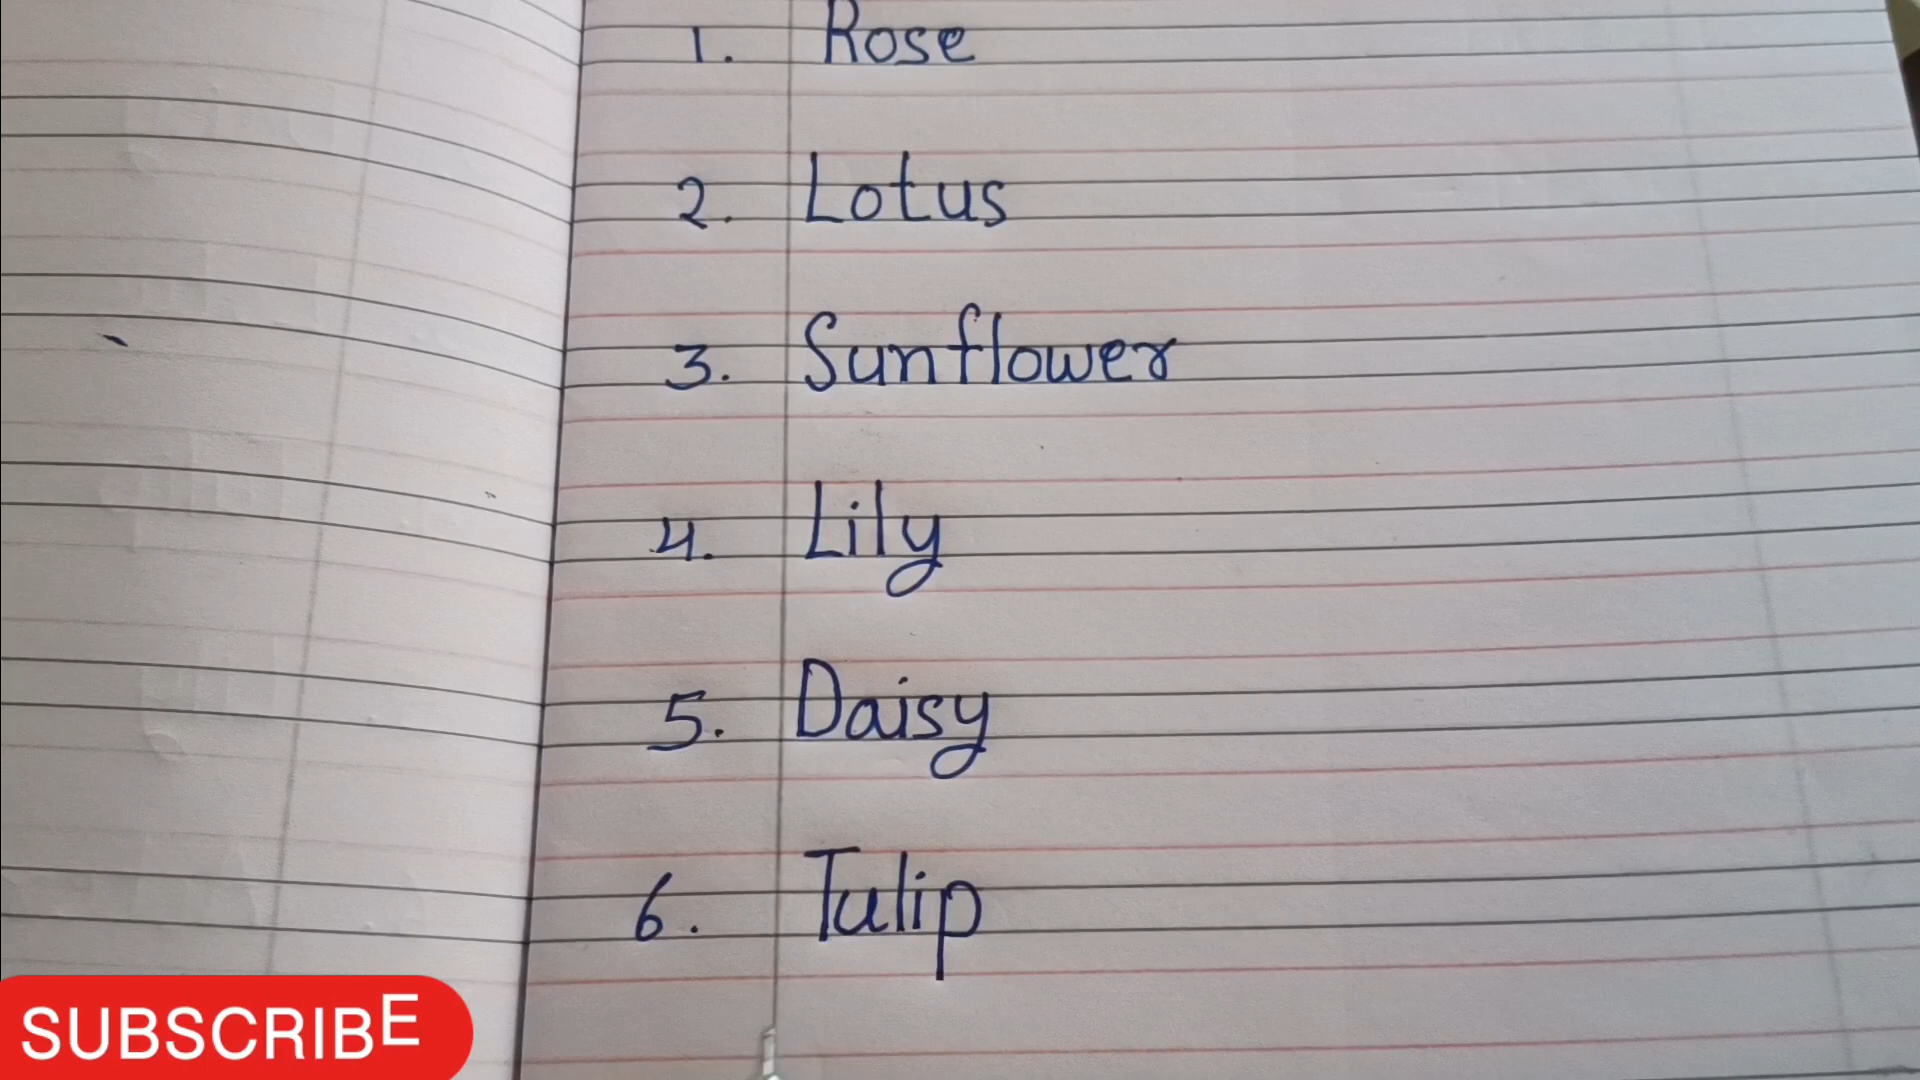 1. Rose
2. Lotus
3. Sunflower
4. Lily
5. Daisy
6. Tulip
SUBSCRIBE